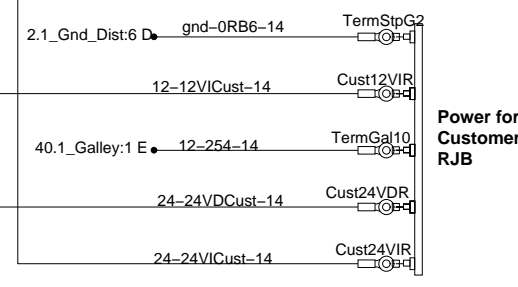 2.1_Gnd_Dist:6 D gnd−0RB6−14 TermStpG2
12−12VICust−14 Cust12VIR
40.1_Galley:1 E 12−254−14 TermGal10
24−24VDCust−14 Cust24VDR
24−24VICust−14 Cust24VIR
Power for
Customer
RJB